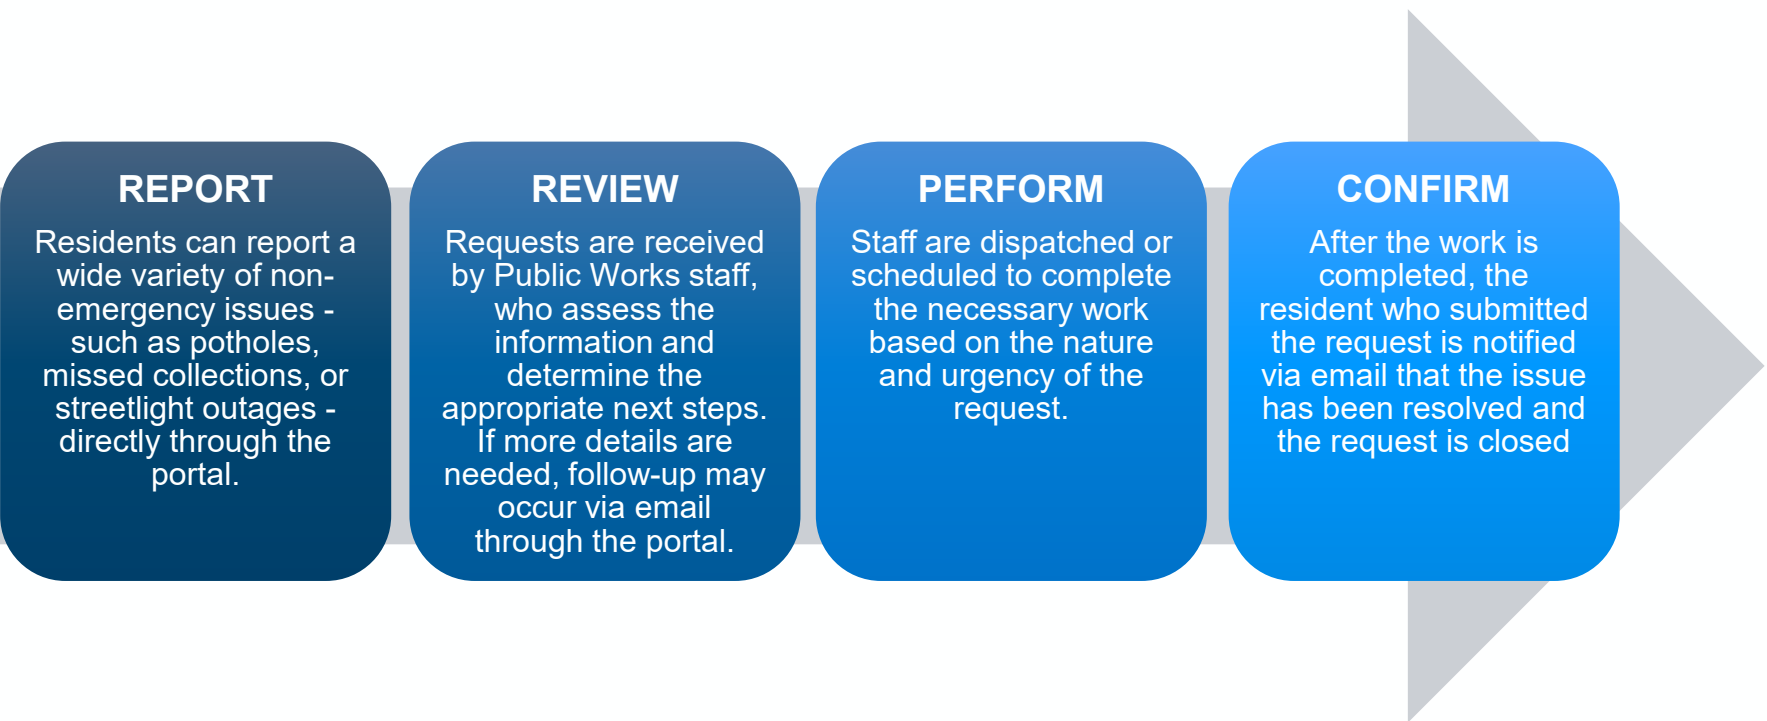 REPORT
Residents can report a
wide variety of non-
emergency issues -
such as potholes,
missed collections, or
streetlight outages -
directly through the
portal.
REVIEW
Requests are received
by Public Works staff,
who assess the
information and
determine the
appropriate next steps.
If more details are
needed, follow-up may
occur via email
through the portal.
PERFORM
Staff are dispatched or
scheduled to complete
the necessary work
based on the nature
and urgency of the
request.
CONFIRM
After the work is
completed, the
resident who submitted
the request is notified
via email that the issue
has been resolved and
the request is closed